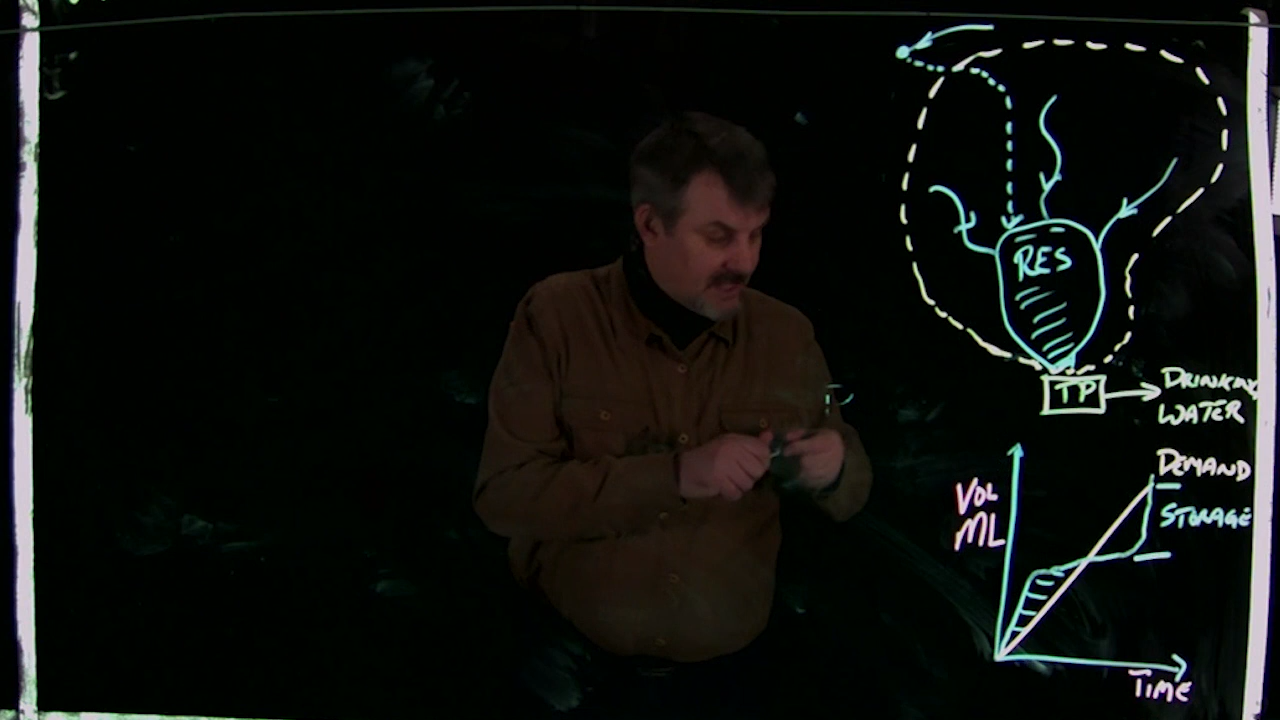 RES
TP
DRINKING
WATER
DEMAND
VOL
ML
STORAGE
TIME